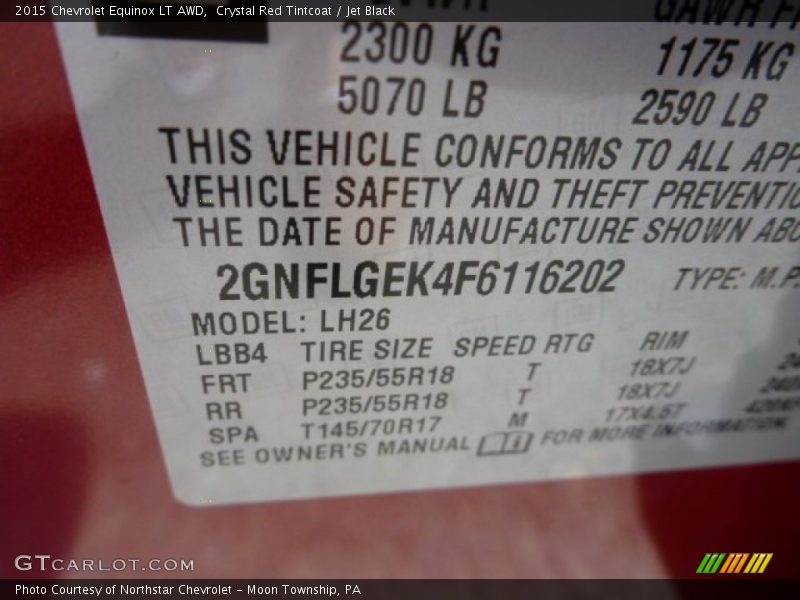 2015 Chevrolet Equinox LT AWD, Crystal Red Tintcoat / Jet Black
2300 KG 1175 KG
5070 LB 2590 LB
THIS VEHICLE CONFORMS TO ALL APP
VEHICLE SAFETY AND THEFT PREVENTIO
THE DATE OF MANUFACTURE SHOWN ABO
2GNFLGEK4F6116202 TYPE: M.P.
MODEL: LH26
LBB4 TIRE SIZE SPEED RTG RIM
FRT P235/55R18 T 18X7J
RR P235/55R18 T 18X7J
SPA T145/70R17 M 17X4.5T
SEE OWNER'S MANUAL FOR MORE INFORMATION
GTCARLOT.COM
Photo Courtesy of Northstar Chevrolet - Moon Township, PA